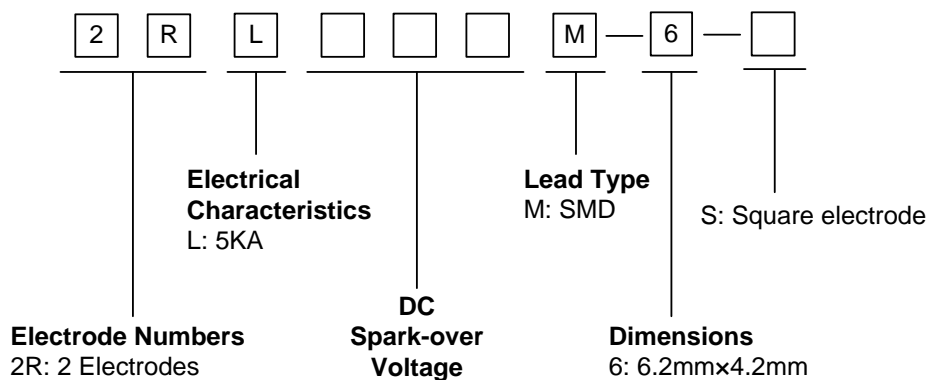 2 R L M 6
Electrical
Characteristics
L: 5KA
Lead Type
M: SMD
S: Square electrode
Electrode Numbers
2R: 2 Electrodes
DC
Spark-over
Voltage
Dimensions
6: 6.2mm×4.2mm